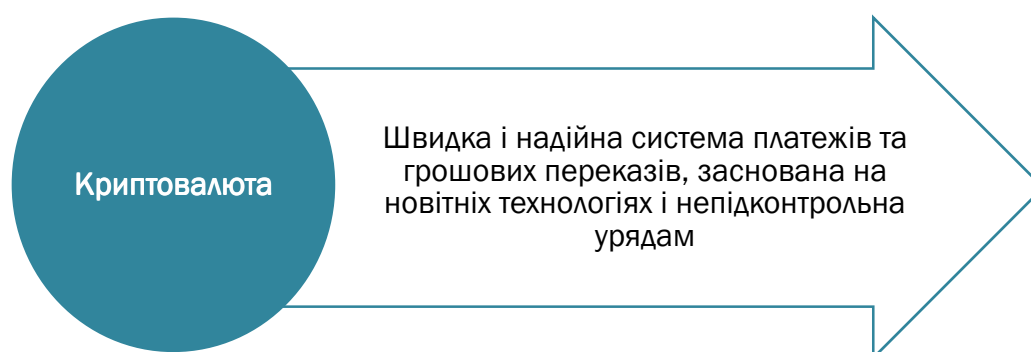 Криптовалюта
Швидка і надійна система платежів та
грошових переказів, заснована на
новітніх технологіях і непідконтрольна
урядам